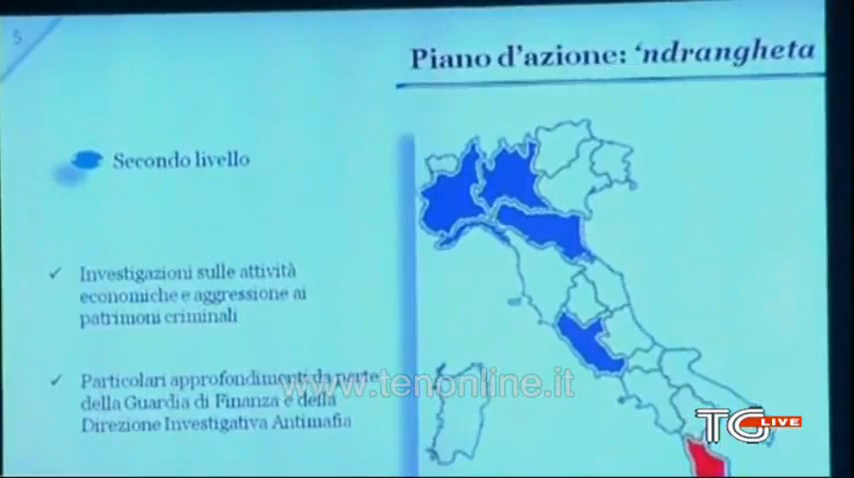 5
Piano d'azione: 'ndrangheta
Secondo livello
✓ Investigazioni sulle attività
economiche e aggressione ai
patrimoni criminali
✓ Particolari approfondimenti da parte
della Guardia di Finanza e della
Direzione Investigativa Antimafia
www.tenonline.it
TG LIVE